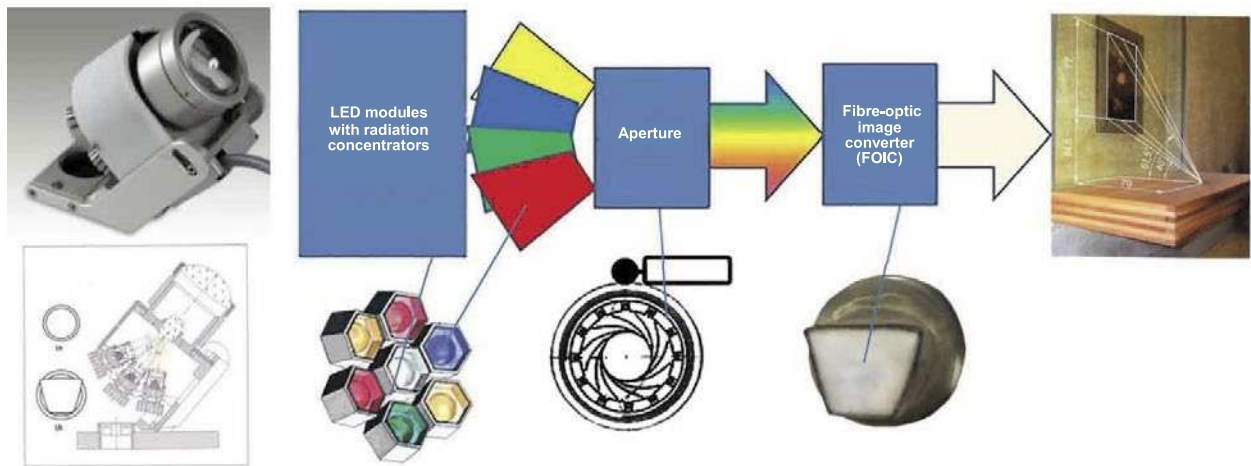 LED modules
with radiation
concentrators
Aperture
Fibre-optic
image
converter
(FOIC)